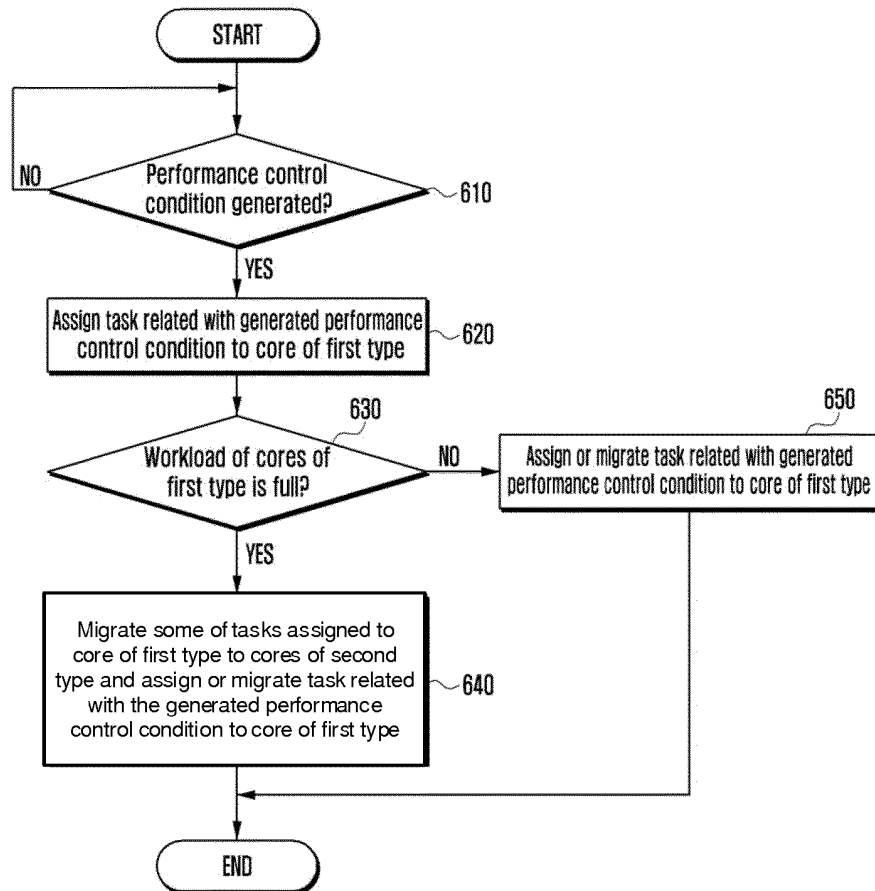 START
NO
Performance control
condition generated?
610
YES
Assign task related with generated performance
control condition to core of first type
620
630
Workload of cores of
first type is full?
NO
650
Assign or migrate task related with generated
performance control condition to core of first type
YES
Migrate some of tasks assigned to
core of first type to cores of second
type and assign or migrate task related
with the generated performance
control condition to core of first type
640
END